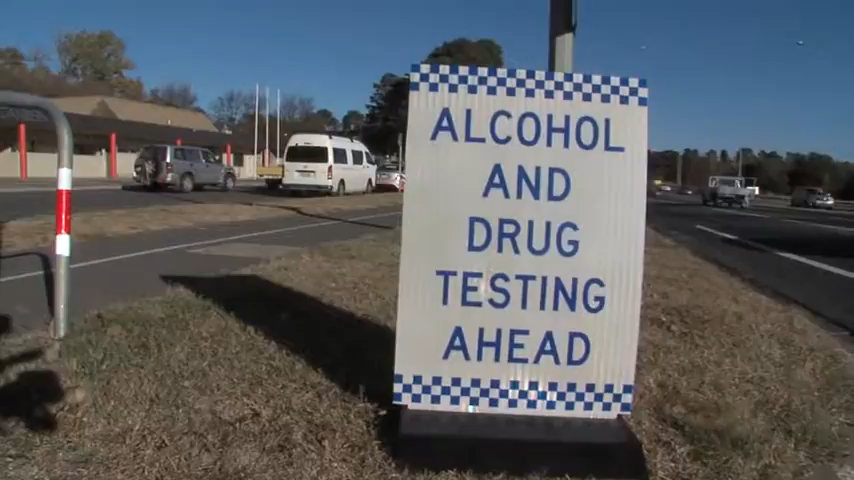 ALCOHOL
AND
DRUG
TESTING
AHEAD